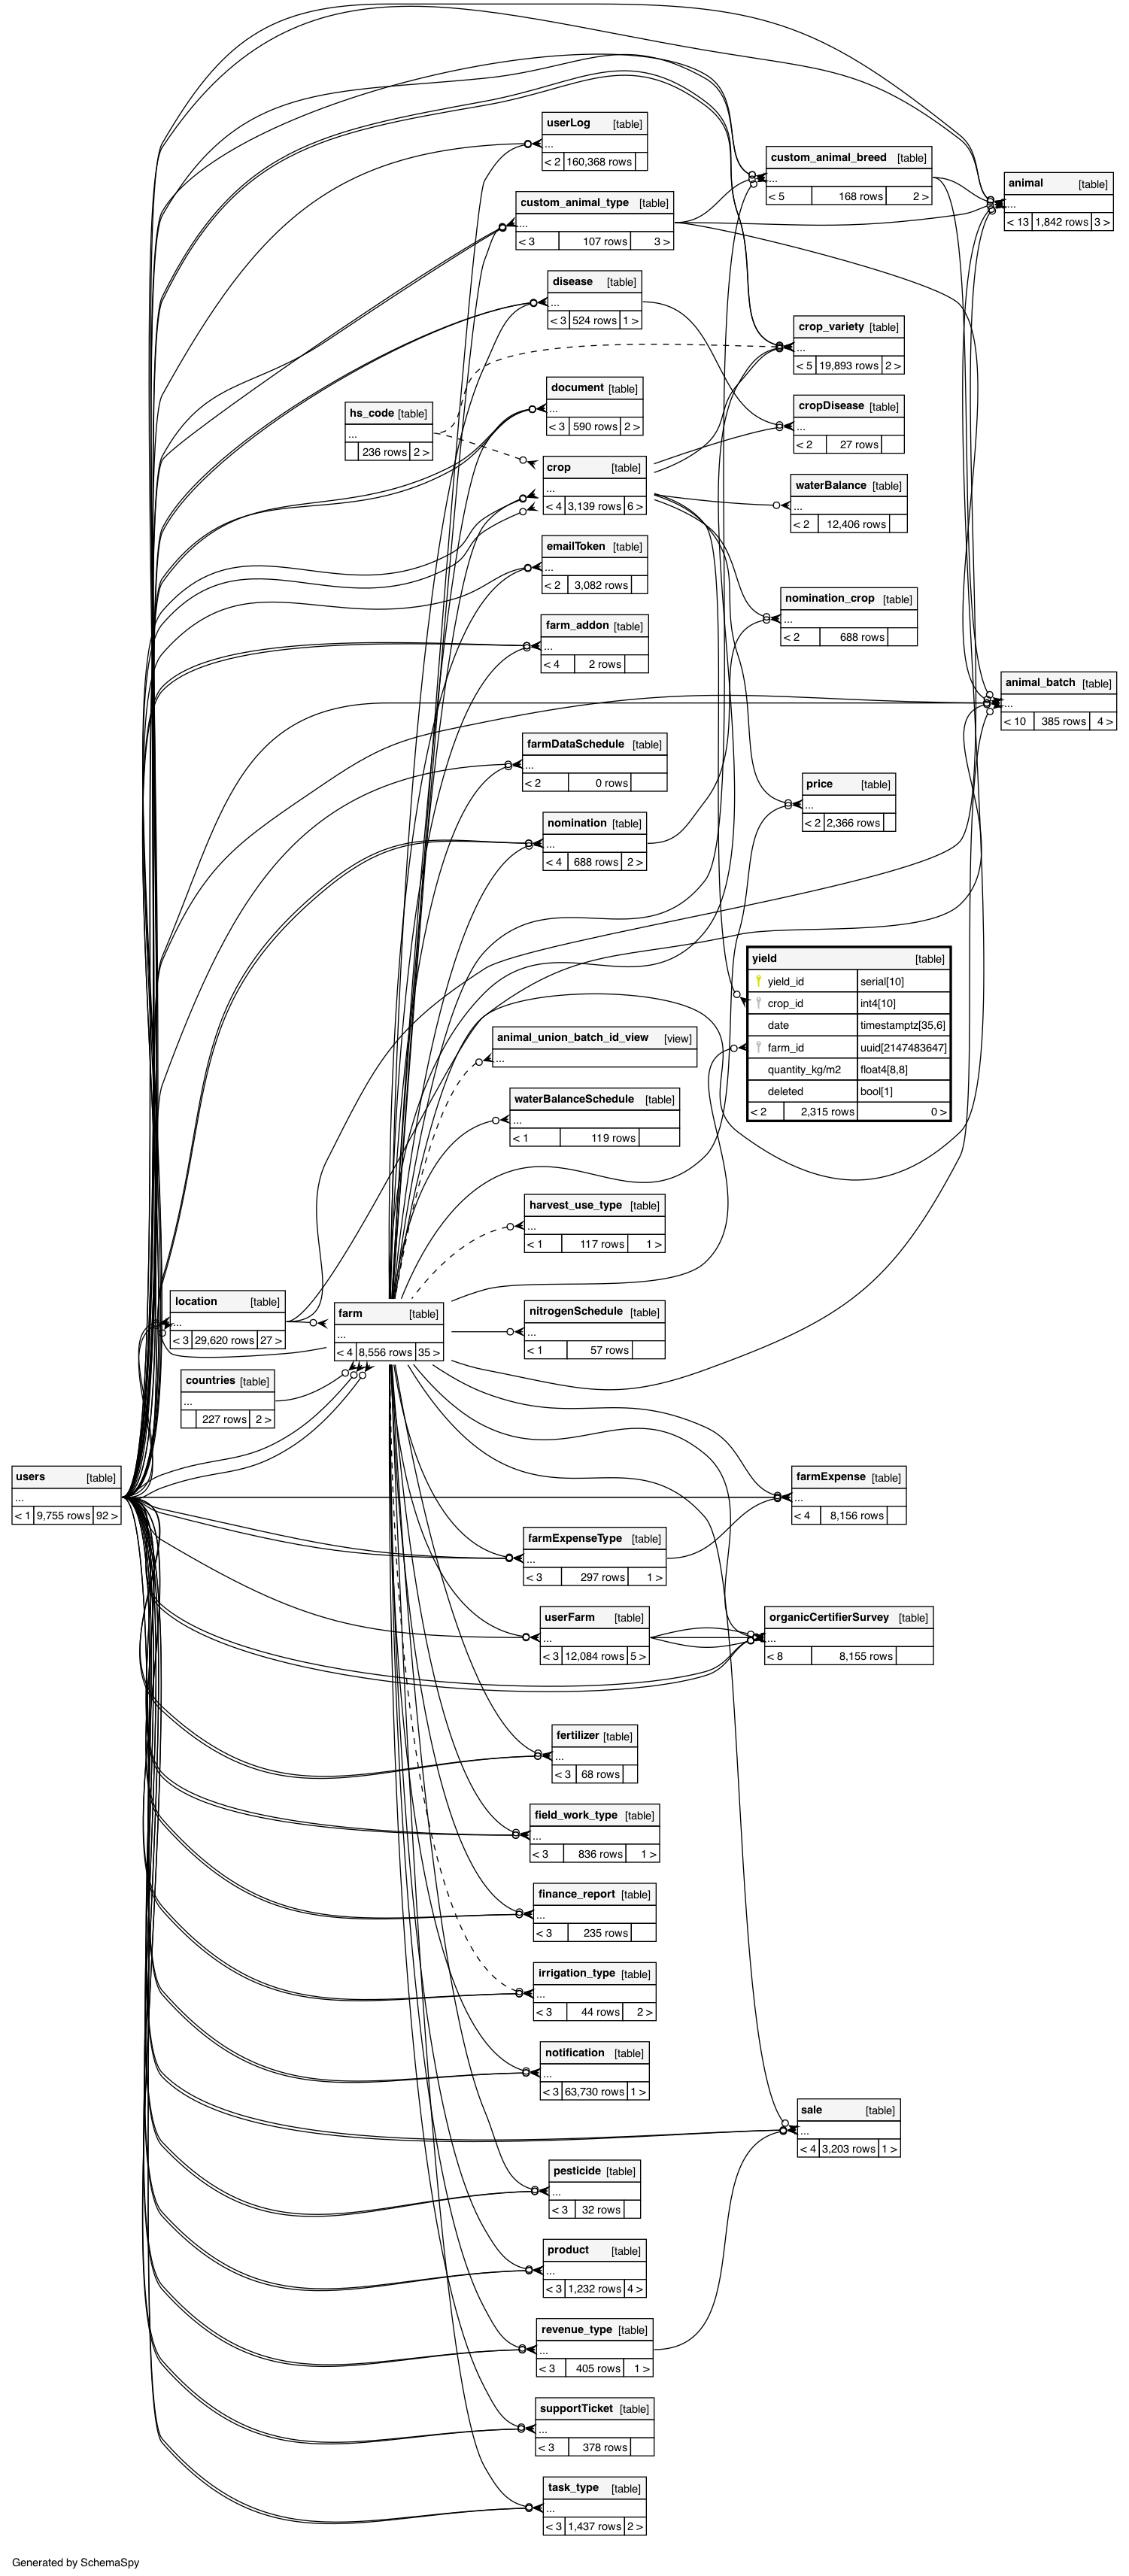 userLog [table]
...
< 2 160,368 rows
custom_animal_breed [table]
...
< 5 168 rows 2 >
animal [table]
...
< 13 1,842 rows 3 >
custom_animal_type [table]
...
< 3 107 rows 3 >
disease [table]
...
< 3 524 rows 1 >
crop_variety [table]
...
< 5 19,893 rows 2 >
document [table]
...
< 3 590 rows 2 >
cropDisease [table]
...
< 2 27 rows
hs_code [table]
...
236 rows 2 >
crop [table]
...
< 4 3,139 rows 6 >
waterBalance [table]
...
< 2 12,406 rows
emailToken [table]
...
< 2 3,082 rows
nomination_crop [table]
...
< 2 688 rows
farm_addon [table]
...
< 4 2 rows
animal_batch [table]
...
< 10 385 rows 4 >
farmDataSchedule [table]
...
< 2 0 rows
price [table]
...
< 2 2,366 rows
nomination [table]
...
< 4 688 rows 2 >
yield [table]
yield_id serial[10]
crop_id int4[10]
date timestamptz[35,6]
farm_id uuid[2147483647]
quantity_kg/m2 float4[8,8]
deleted bool[1]
< 2 2,315 rows 0 >
animal_union_batch_id_view [view]
...
waterBalanceSchedule [table]
...
< 1 119 rows
harvest_use_type [table]
...
< 1 117 rows 1 >
location [table]
...
< 3 29,620 rows 27 >
farm [table]
...
< 4 8,556 rows 35 >
nitrogenSchedule [table]
...
< 1 57 rows
countries [table]
...
227 rows 2 >
users [table]
...
< 1 9,755 rows 92 >
farmExpense [table]
...
< 4 8,156 rows
farmExpenseType [table]
...
< 3 297 rows 1 >
userFarm [table]
...
< 3 12,084 rows 5 >
organicCertifierSurvey [table]
...
< 8 8,155 rows
fertilizer [table]
...
< 3 68 rows
field_work_type [table]
...
< 3 836 rows 1 >
finance_report [table]
...
< 3 235 rows
irrigation_type [table]
...
< 3 44 rows 2 >
notification [table]
...
< 3 63,730 rows 1 >
sale [table]
...
< 4 3,203 rows 1 >
pesticide [table]
...
< 3 32 rows
product [table]
...
< 3 1,232 rows 4 >
revenue_type [table]
...
< 3 405 rows 1 >
supportTicket [table]
...
< 3 378 rows
task_type [table]
...
< 3 1,437 rows 2 >
Generated by SchemaSpy